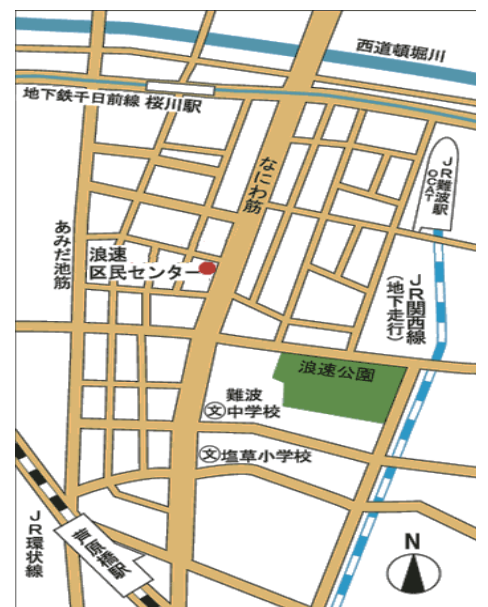 西道頓堀川
地下鉄千日前線 桜川駅
なにわ筋
JR難波駅
OCAT
あみだ池筋
浪速
区民センター
JR関西線
(地下走行)
浪速公園
難波
文中学校
文塩草小学校
JR環状線
芦原橋駅
N